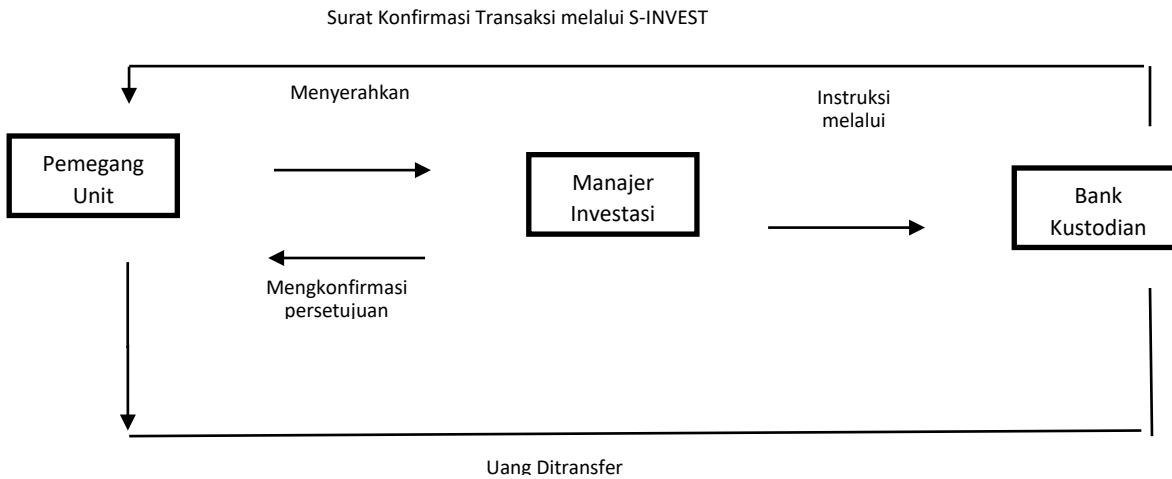 Surat Konfirmasi Transaksi melalui S-INVEST
Menyerahkan
Instruksi
melalui
Pemegang
Unit
Manajer
Investasi
Bank
Kustodian
Mengkonfirmasi
persetujuan
Uang Ditransfer